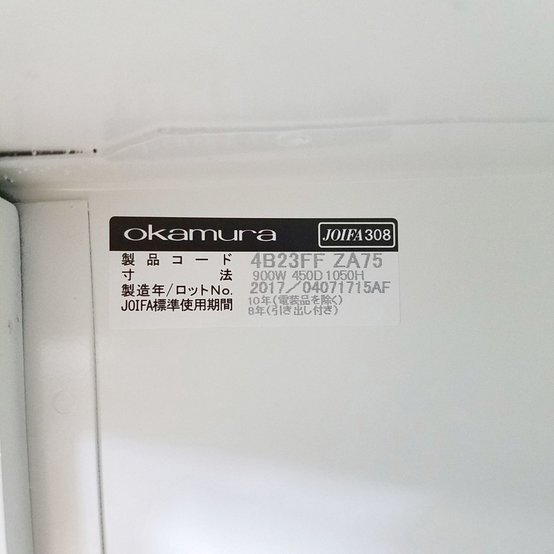 okamura JOIFA308
製品コード 4B23FF ZA75
寸法 900W 450D 1050H
製造年/ロットNo. 2017/04071715AF
JOIFA標準使用期間 10年(電装品を除く)
8年(引き出し付き)